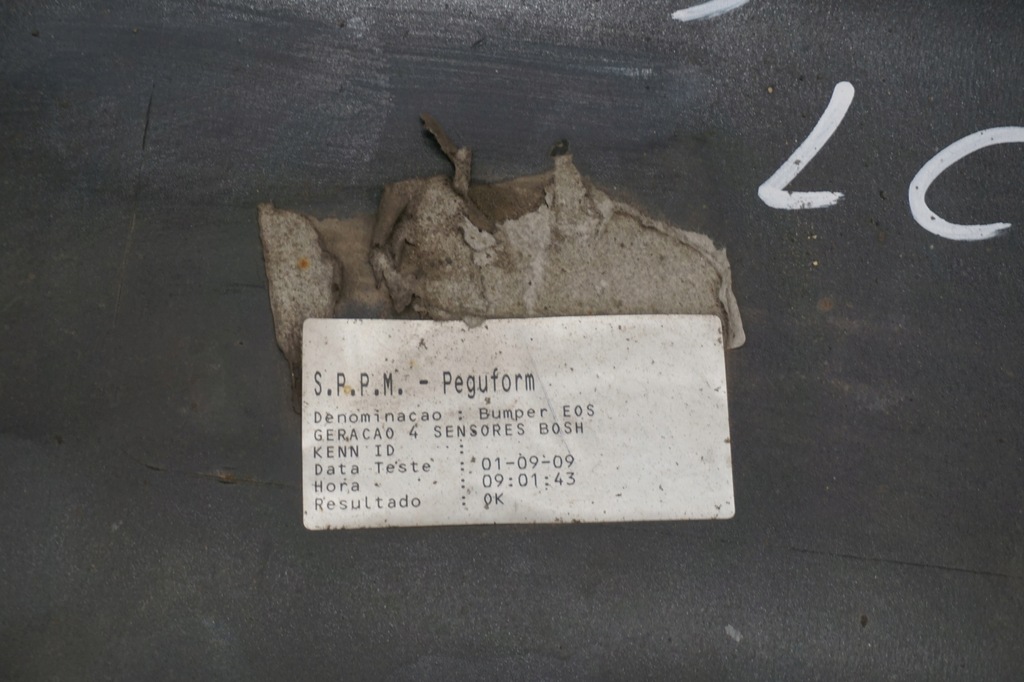 LC
S.P.P.M. - Peguform
Denominacao : Bumper EOS
GERACAO 4 SENSORES BOSH
KENN ID :
Data Teste : 01-09-09
Hora : 09:01:43
Resultado : OK